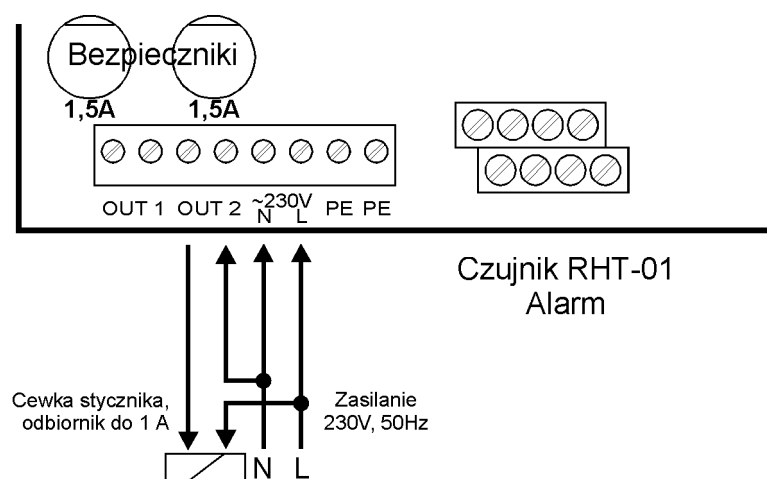 Bezpieczniki
1,5A 1,5A
OUT 1 OUT 2 ~230V PE PE
N L
Czujnik RHT-01
Alarm
Cewka stycznika,
odbiornik do 1 A
Zasilanie
230V, 50Hz
N L